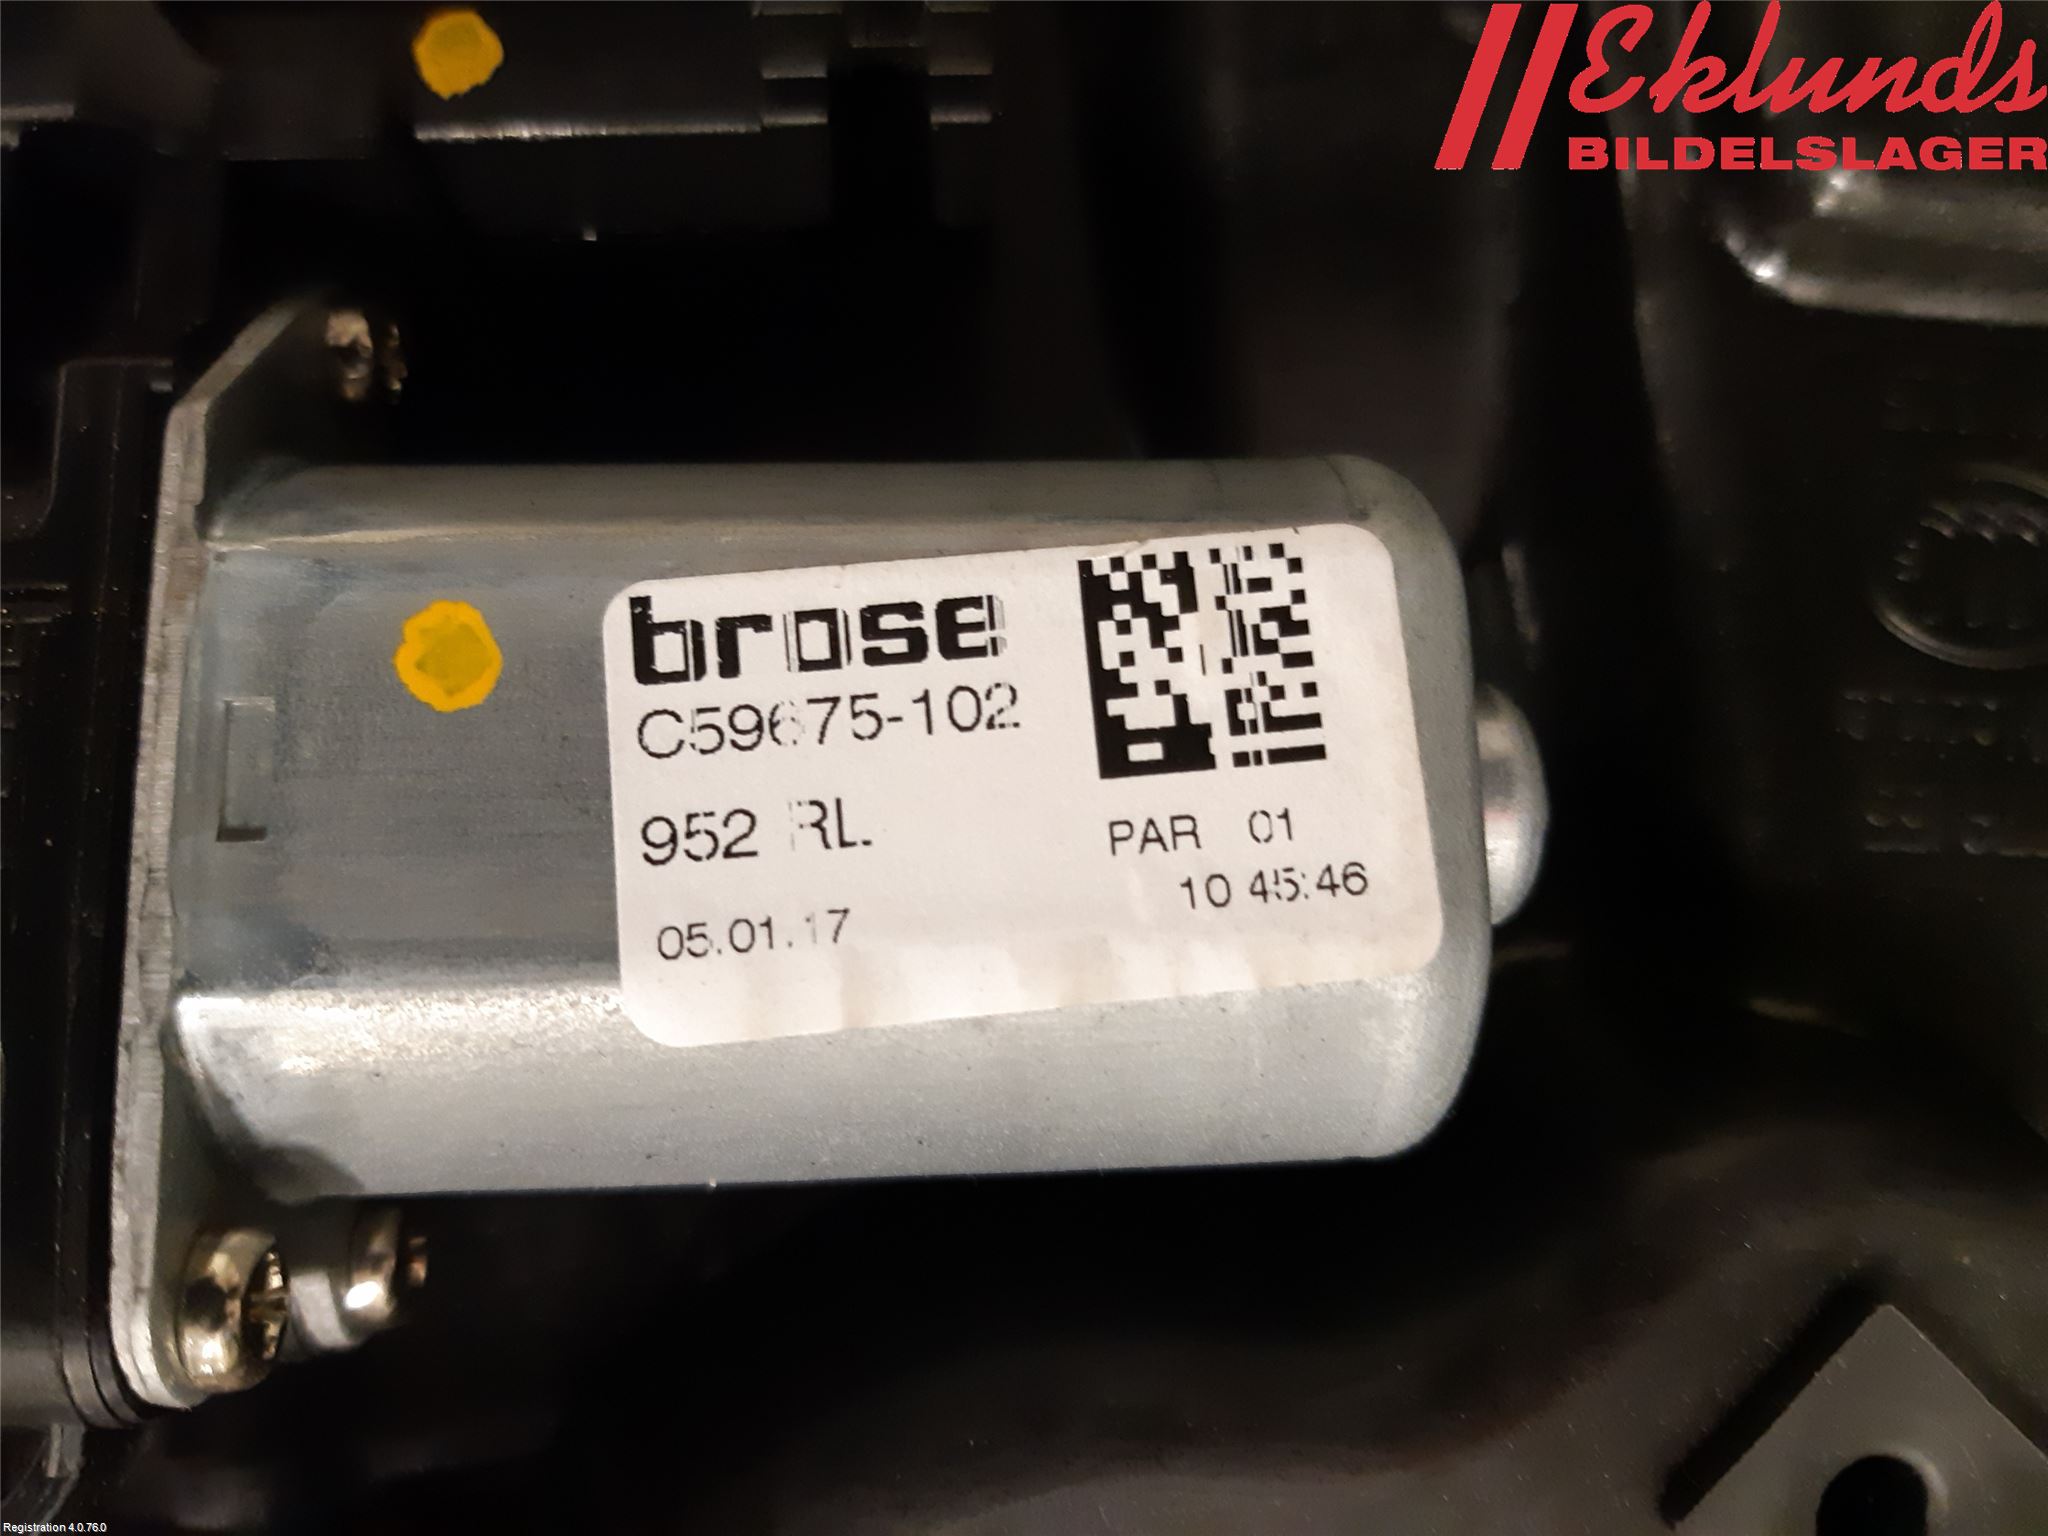 Eklunds
BILDELSLAGER
brose
C59675-102
952 RL
PAR 01
10:45:46
05.01.17
Registration 4.0.76.0